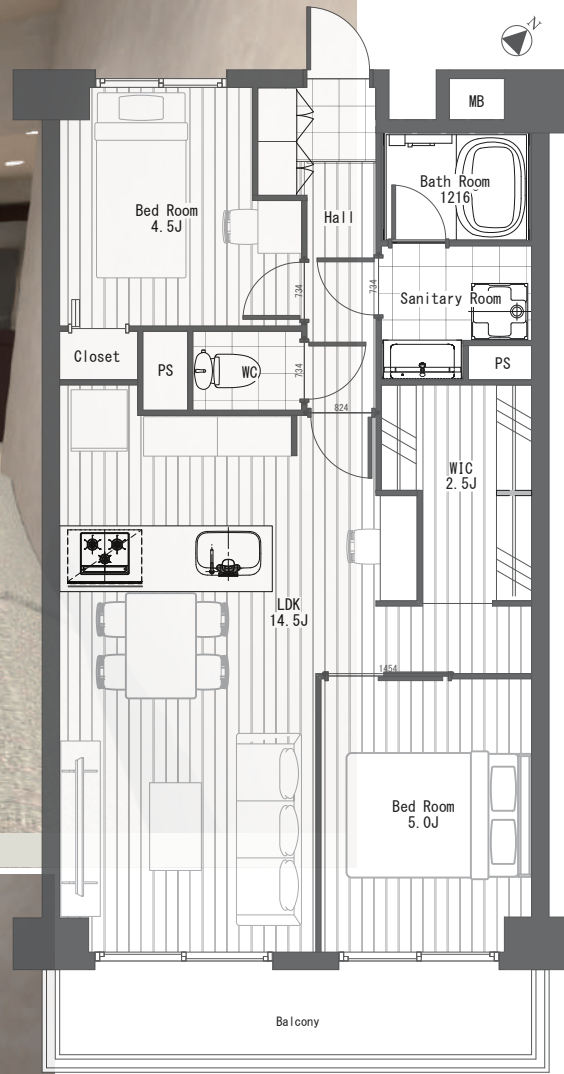 N
MB
Bath Room
1216
Bed Room
4.5J
Hall
734
734
Sanitary Room
Closet
PS
WC
734
PS
824
WIC
2.5J
LDK
14.5J
1454
Bed Room
5.0J
Balcony